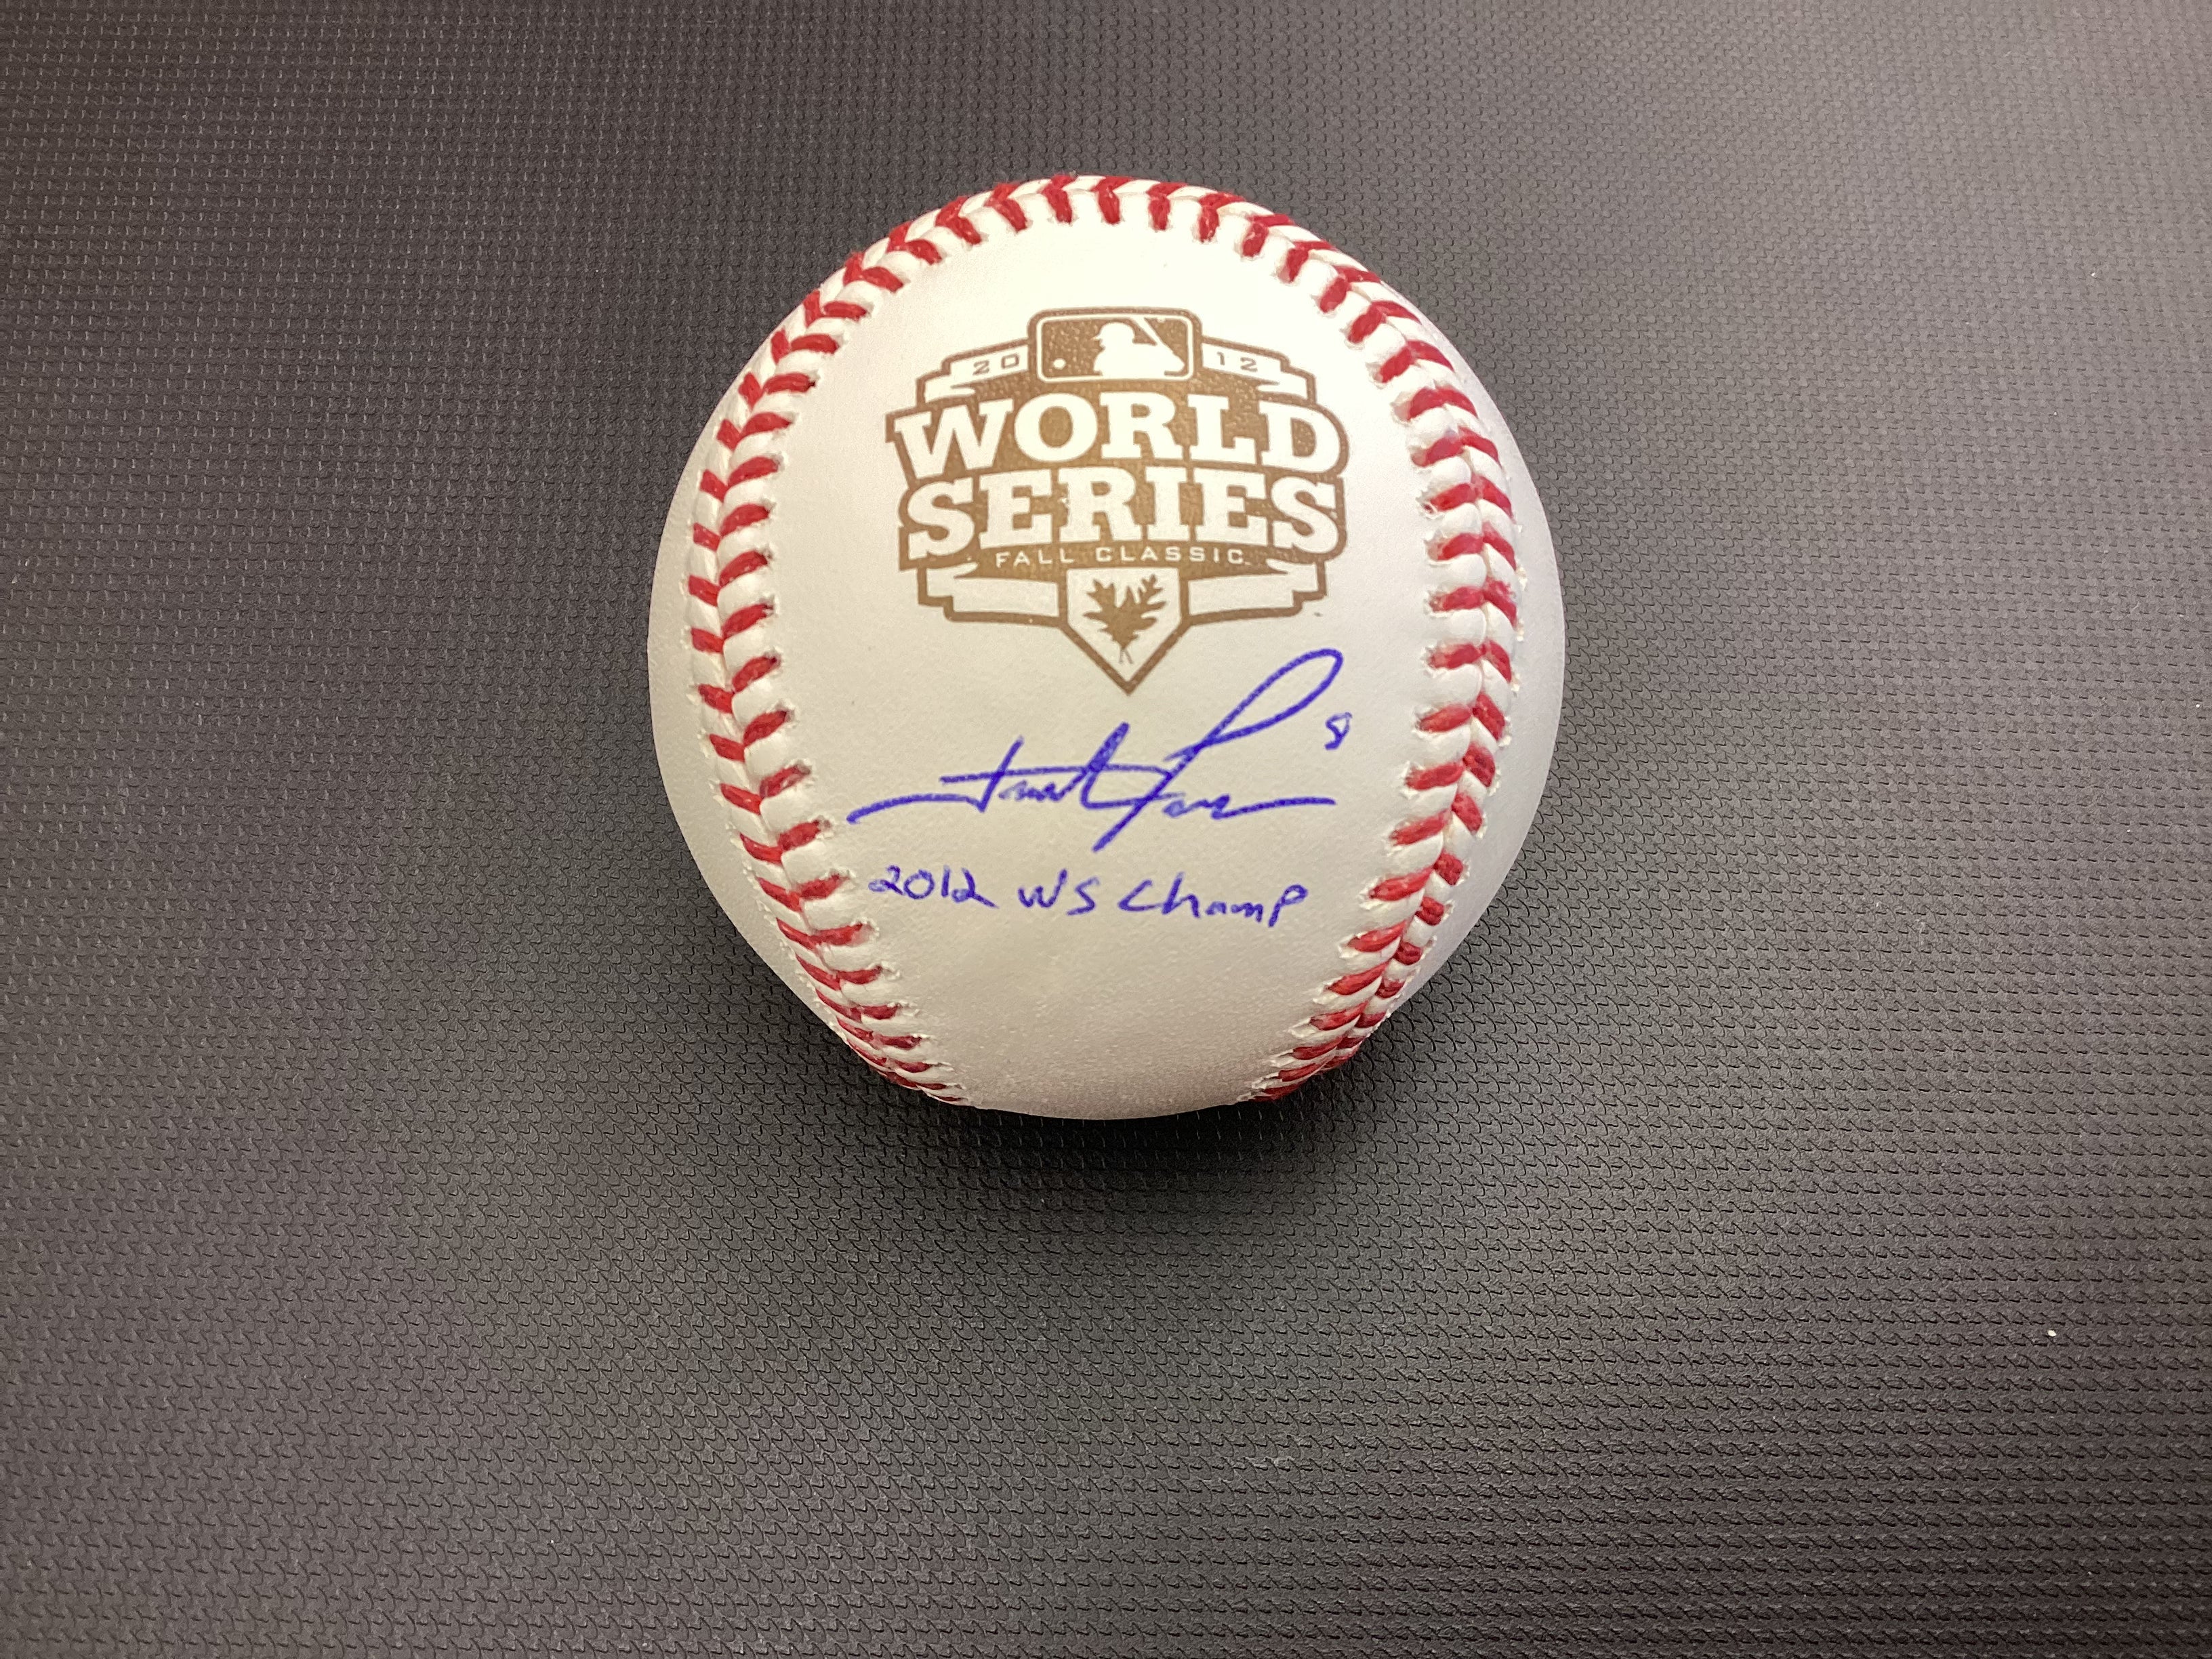 20 12
WORLD
SERIES
FALL CLASSIC
8
2012 WS Champ